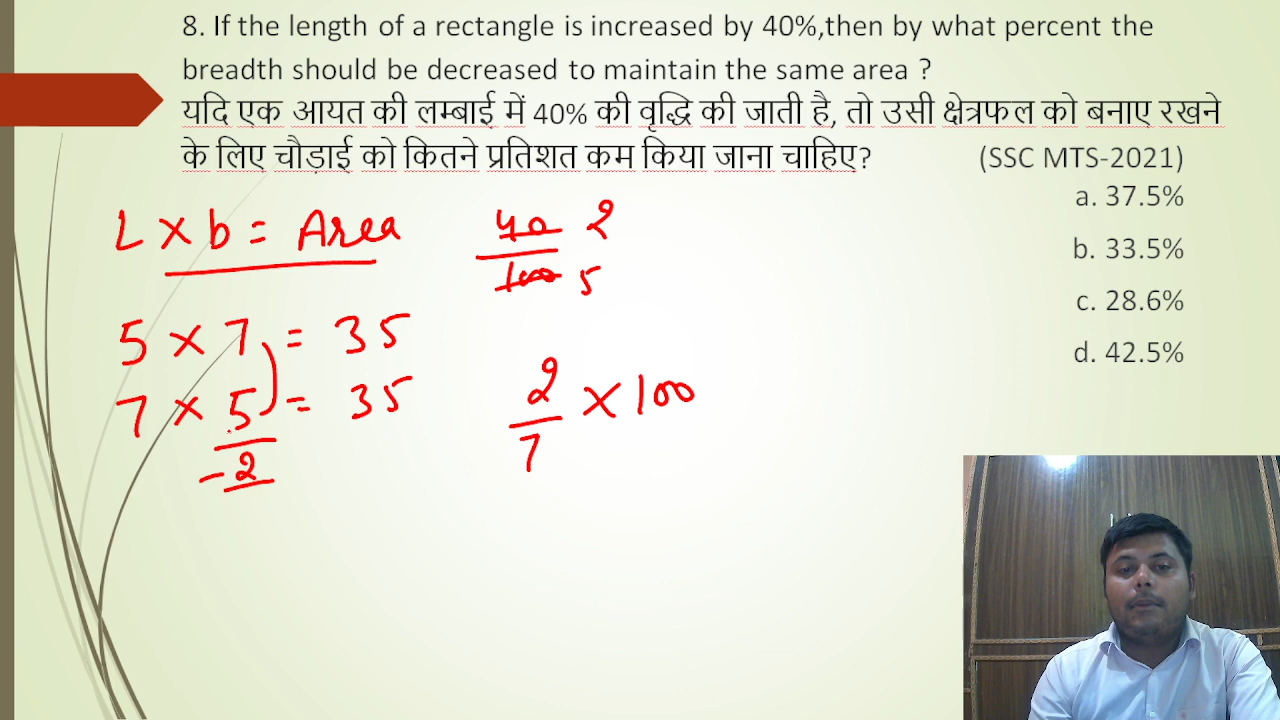 8. If the length of a rectangle is increased by 40%,then by what percent the
breadth should be decreased to maintain the same area ?
यदि एक आयत की लम्बाई में 40% की वृद्धि की जाती है, तो उसी क्षेत्रफल को बनाए रखने
के लिए चौड़ाई को कितने प्रतिशत कम किया जाना चाहिए? (SSC MTS-2021)
a. 37.5%
b. 33.5%
c. 28.6%
d. 42.5%
L × b = Area
5 × 7 = 35
7 × 5 = 35
-2
40 2
100 5
2
7 × 100